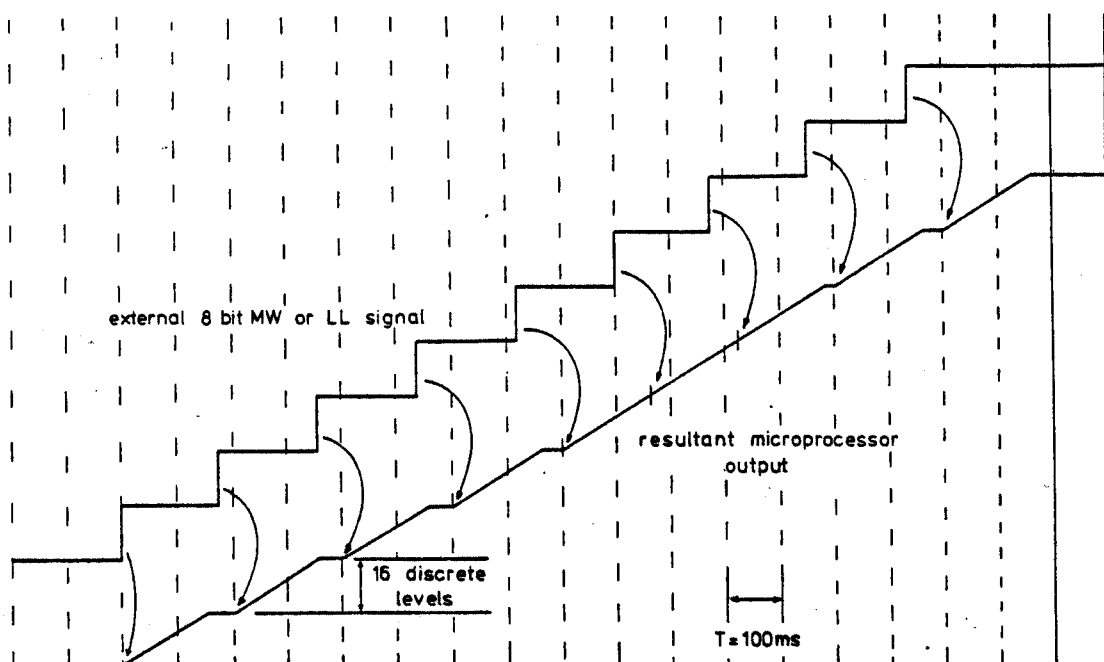 external 8 bit MW or LL signal
resultant microprocessor
output
16 discrete
levels
T=100ms